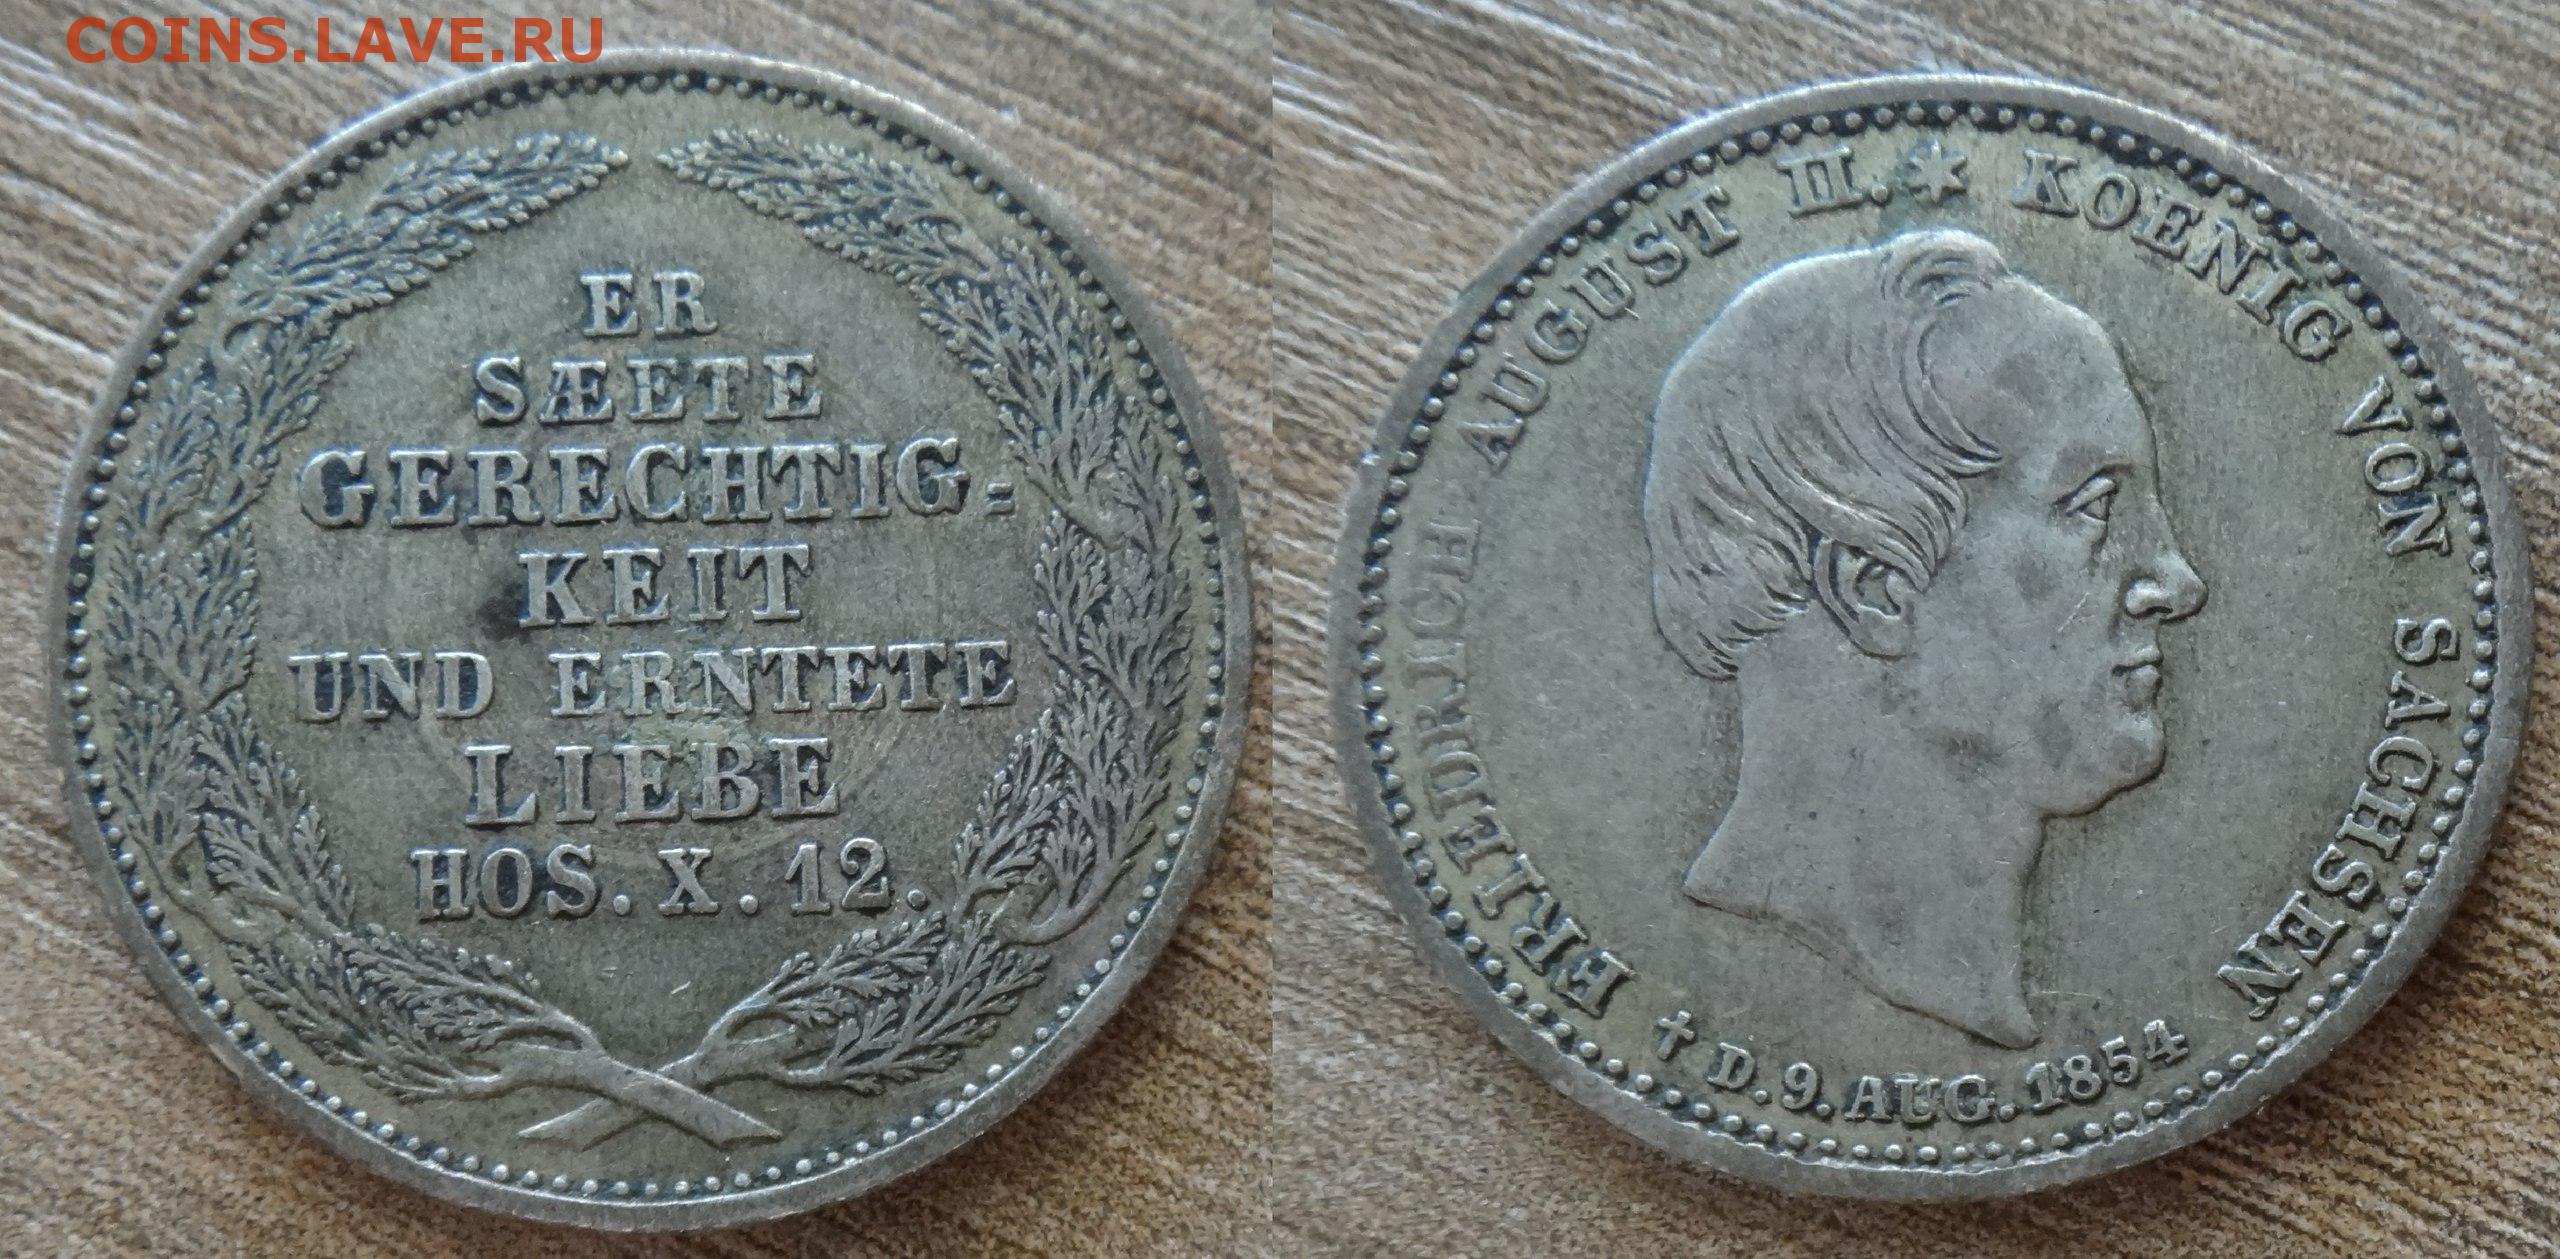 COINS.LAVE.RU
ER
SÆETE
GERECHTIG=
KEIT
UND ERNTETE
LIEBE
HOS. X. 12.
FRIEDRICH AUGUST II. * KOENIG VON SACHSEN
† D. 9. AUG. 1854